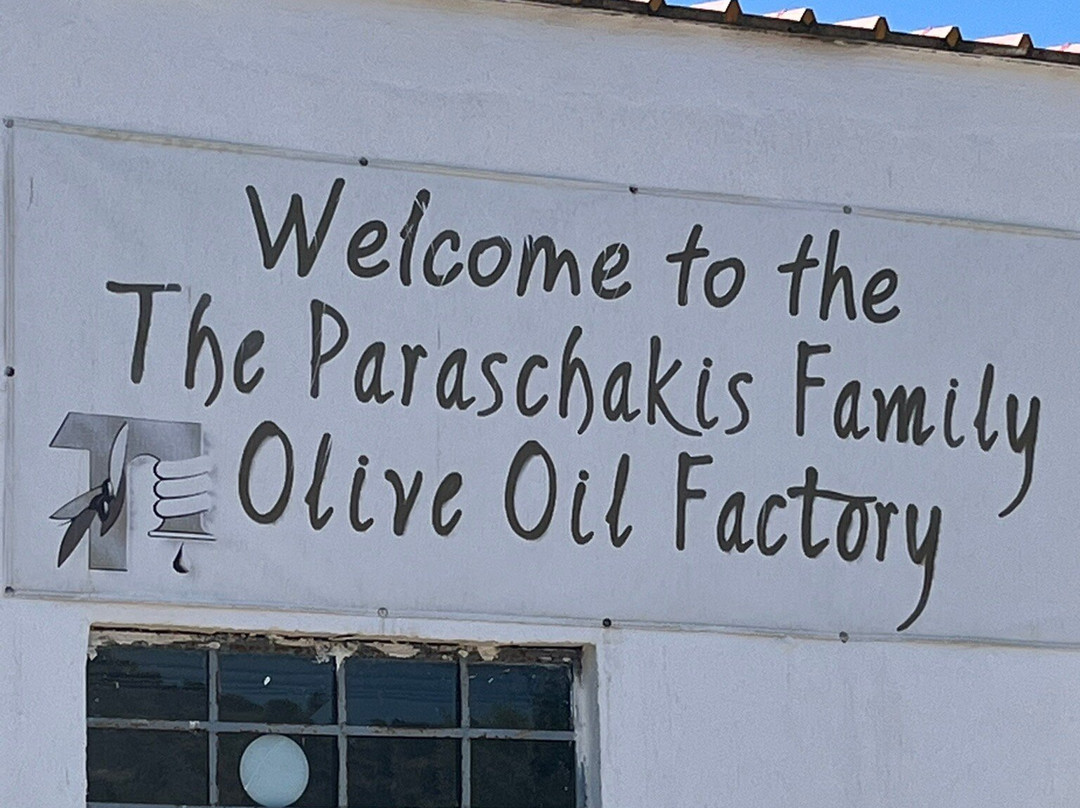 Welcome to the
The Paraschakis Family
Olive Oil Factory